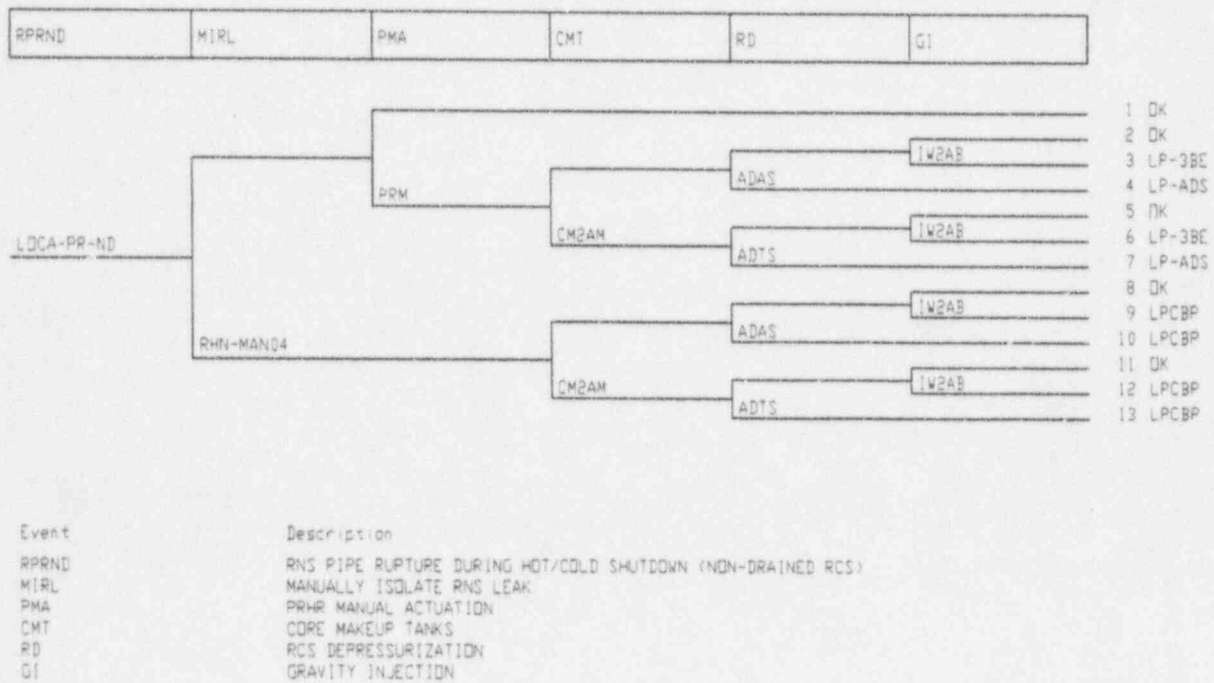 RPRND MIRL PMA CMT RD GI
1 OK
2 OK
IW2AB
3 LP-3BE
ADAS
4 LP-ADS
PRM
5 OK
IW2AB
CM2AM
6 LP-3BE
LOCA-PR-ND
ADTS
7 LP-ADS
8 OK
IW2AB
9 LPCBP
ADAS
RHN-MAN04
10 LPCBP
11 OK
IW2AB
CM2AM
12 LPCBP
ADTS
13 LPCBP
Event Description
RPRND RNS PIPE RUPTURE DURING HOT/COLD SHUTDOWN (NON-DRAINED RCS)
MIRL MANUALLY ISOLATE RNS LEAK
PMA PRHR MANUAL ACTUATION
CMT CORE MAKEUP TANKS
RD RCS DEPRESSURIZATION
GI GRAVITY INJECTION